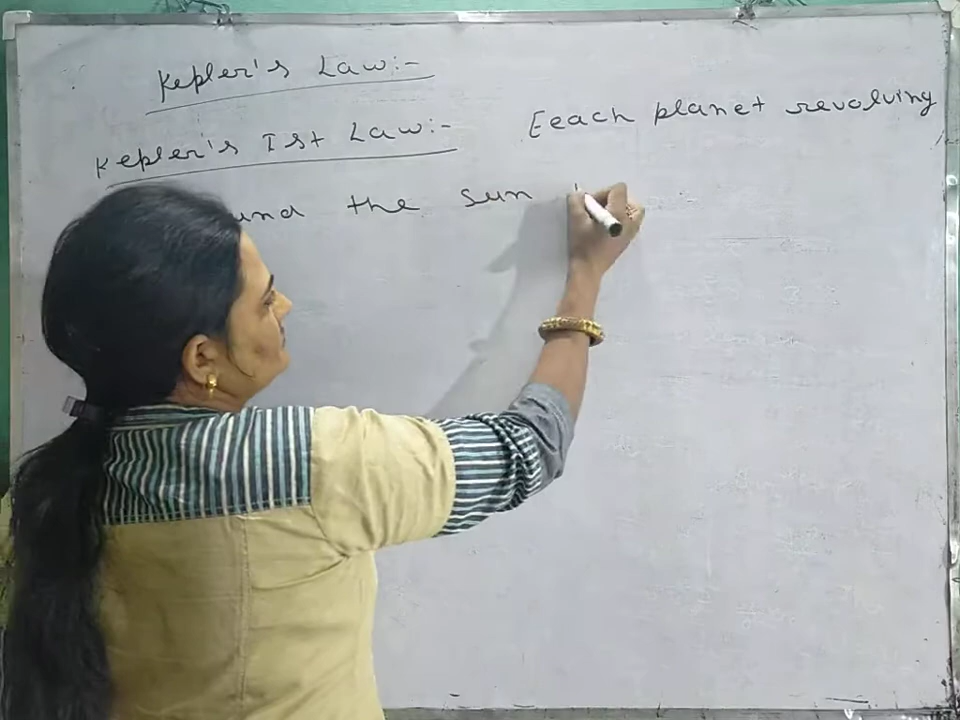 Kepler's Law:-
Kepler's Ist Law:- Eeach planet revolving
und the sun